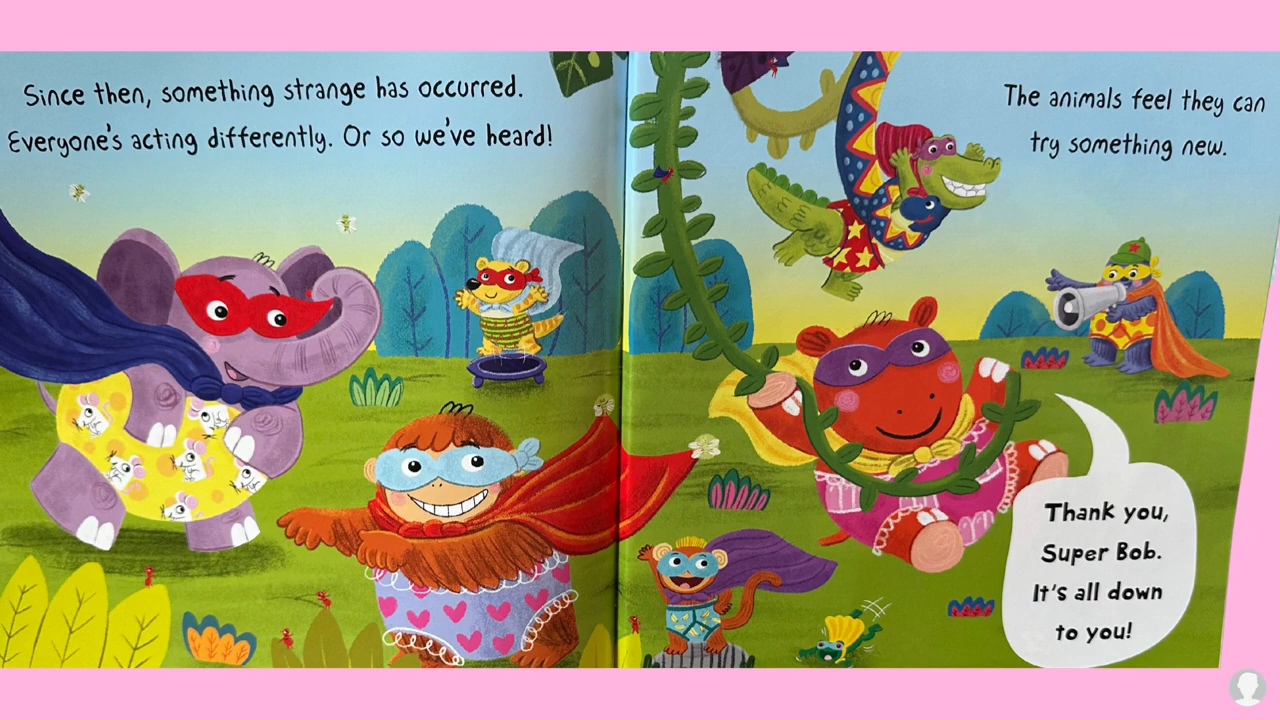 Since then, something strange has occurred.
Everyone's acting differently. Or so we've heard!
The animals feel they can
try something new.
Thank you,
Super Bob.
It's all down
to you!